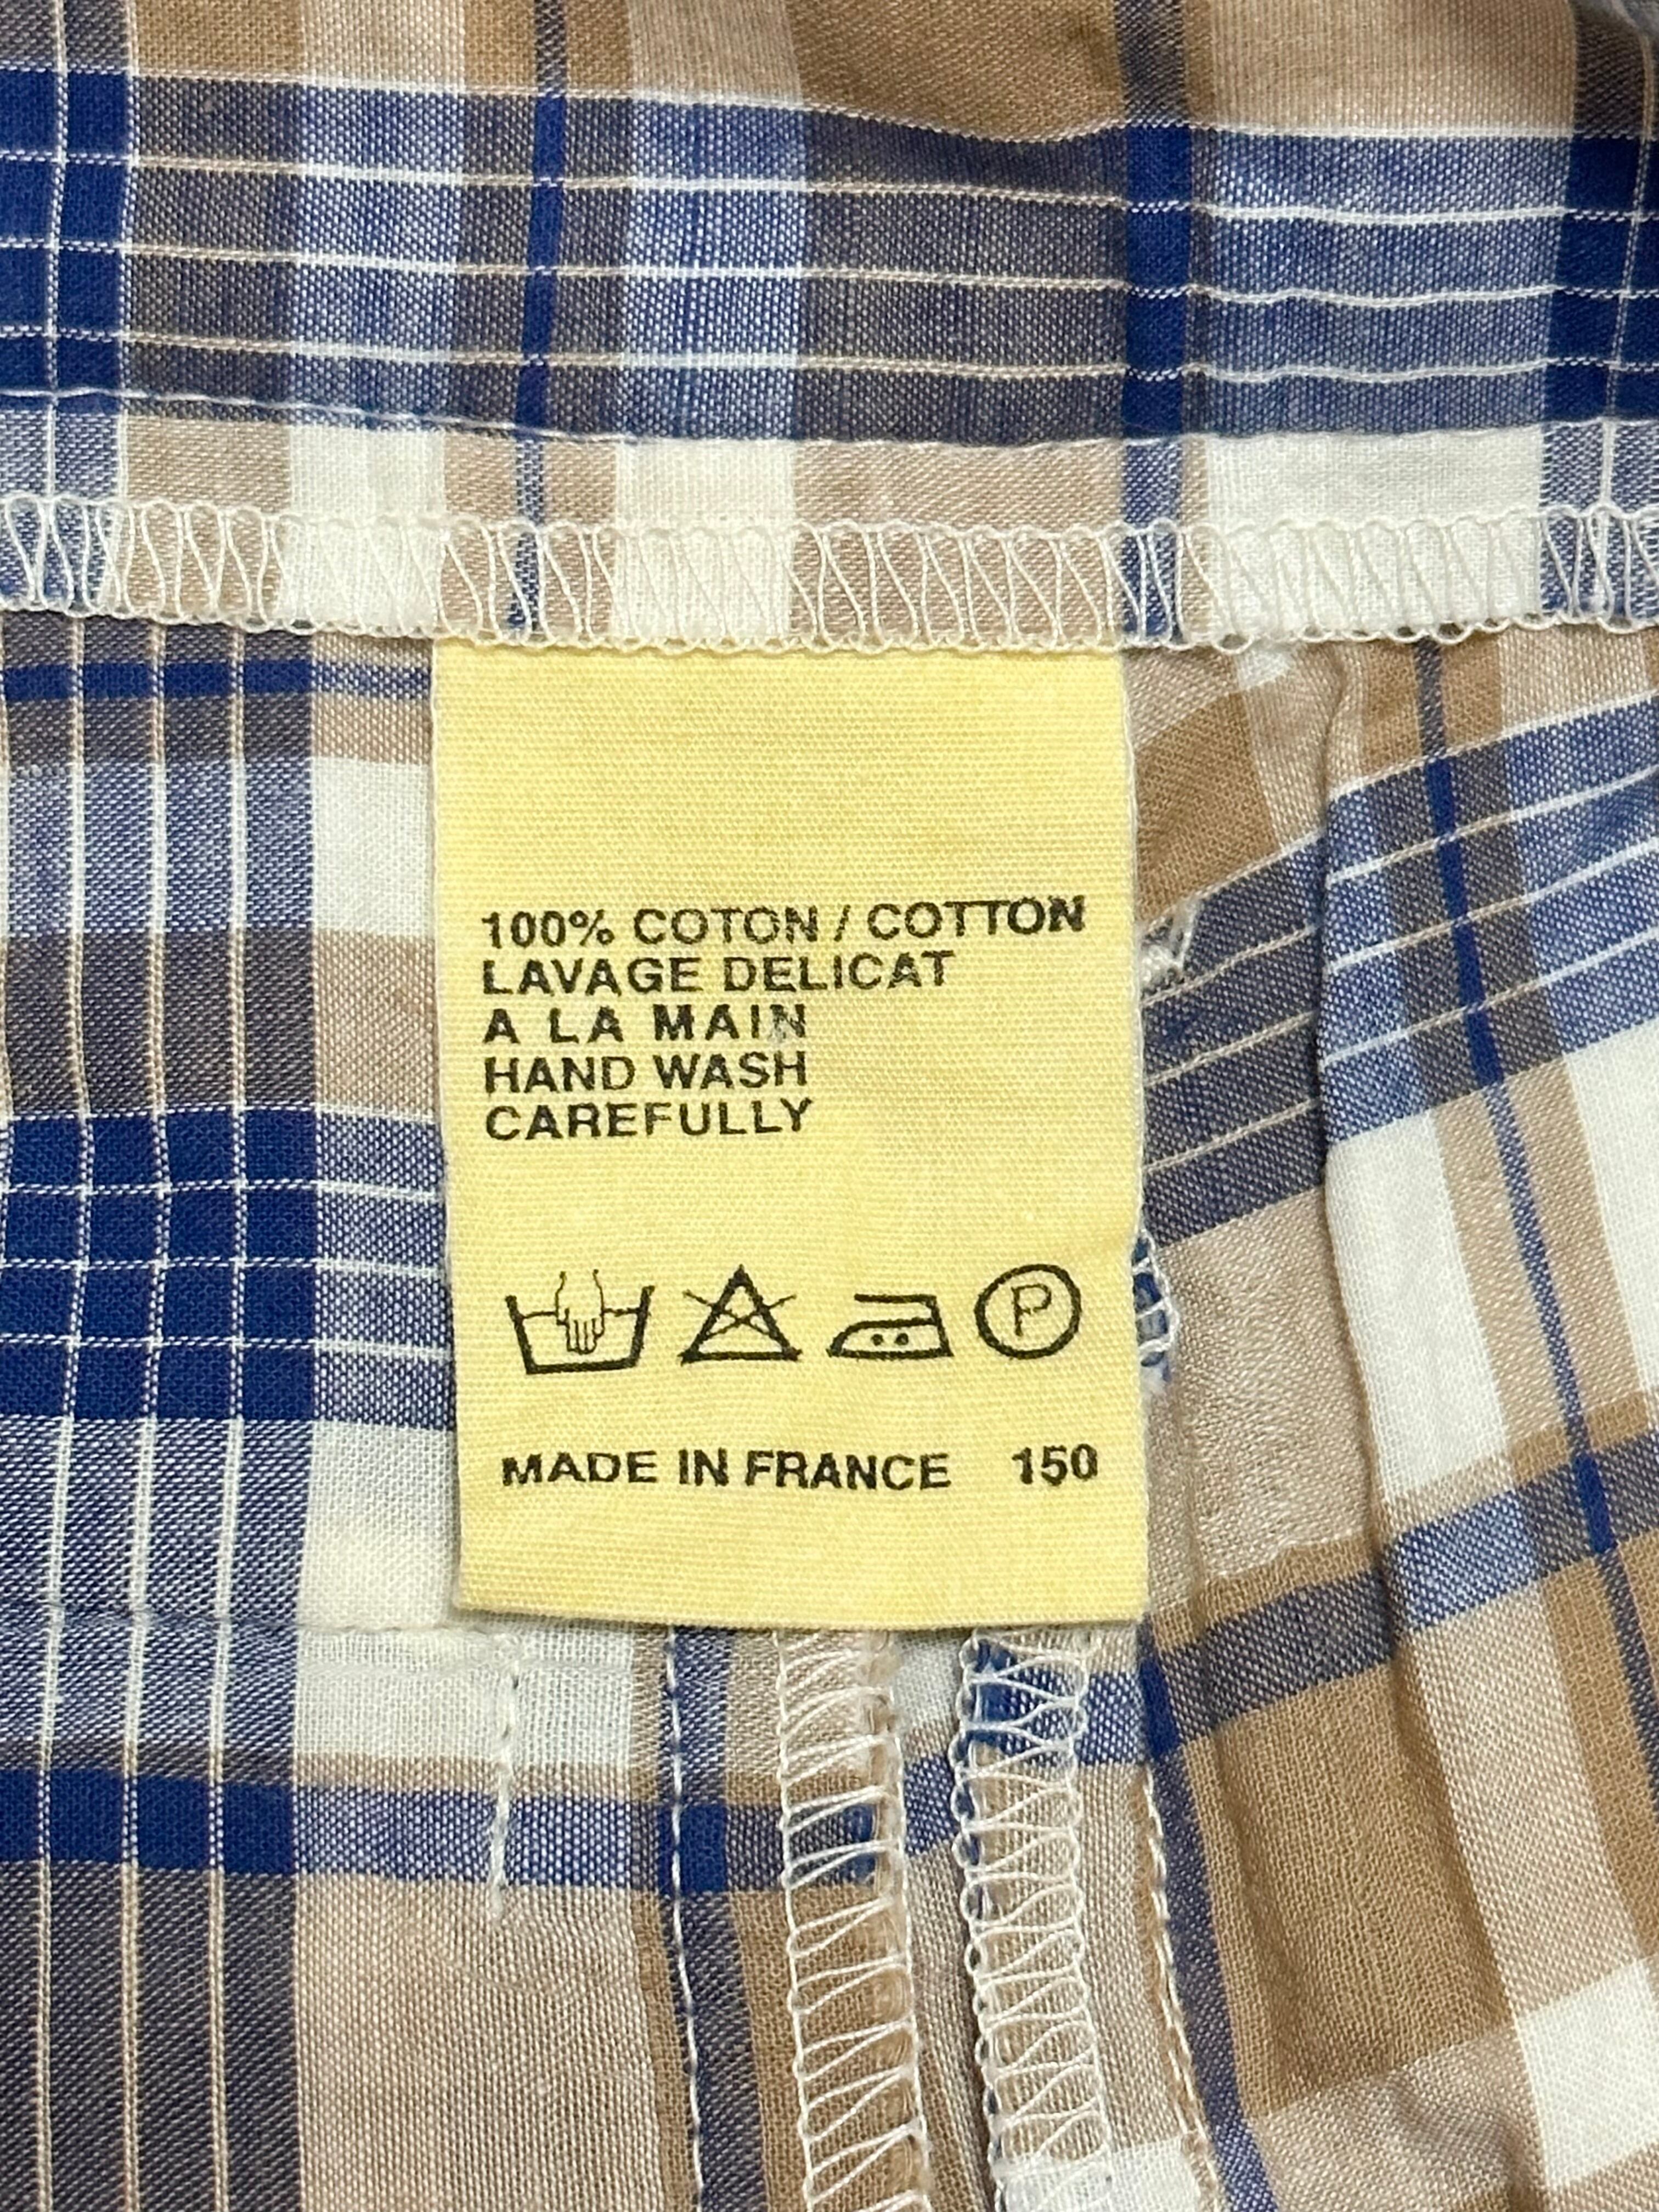 100% COTON / COTTON
LAVAGE DELICAT
A LA MAIN
HAND WASH
CAREFULLY
P
MADE IN FRANCE 150